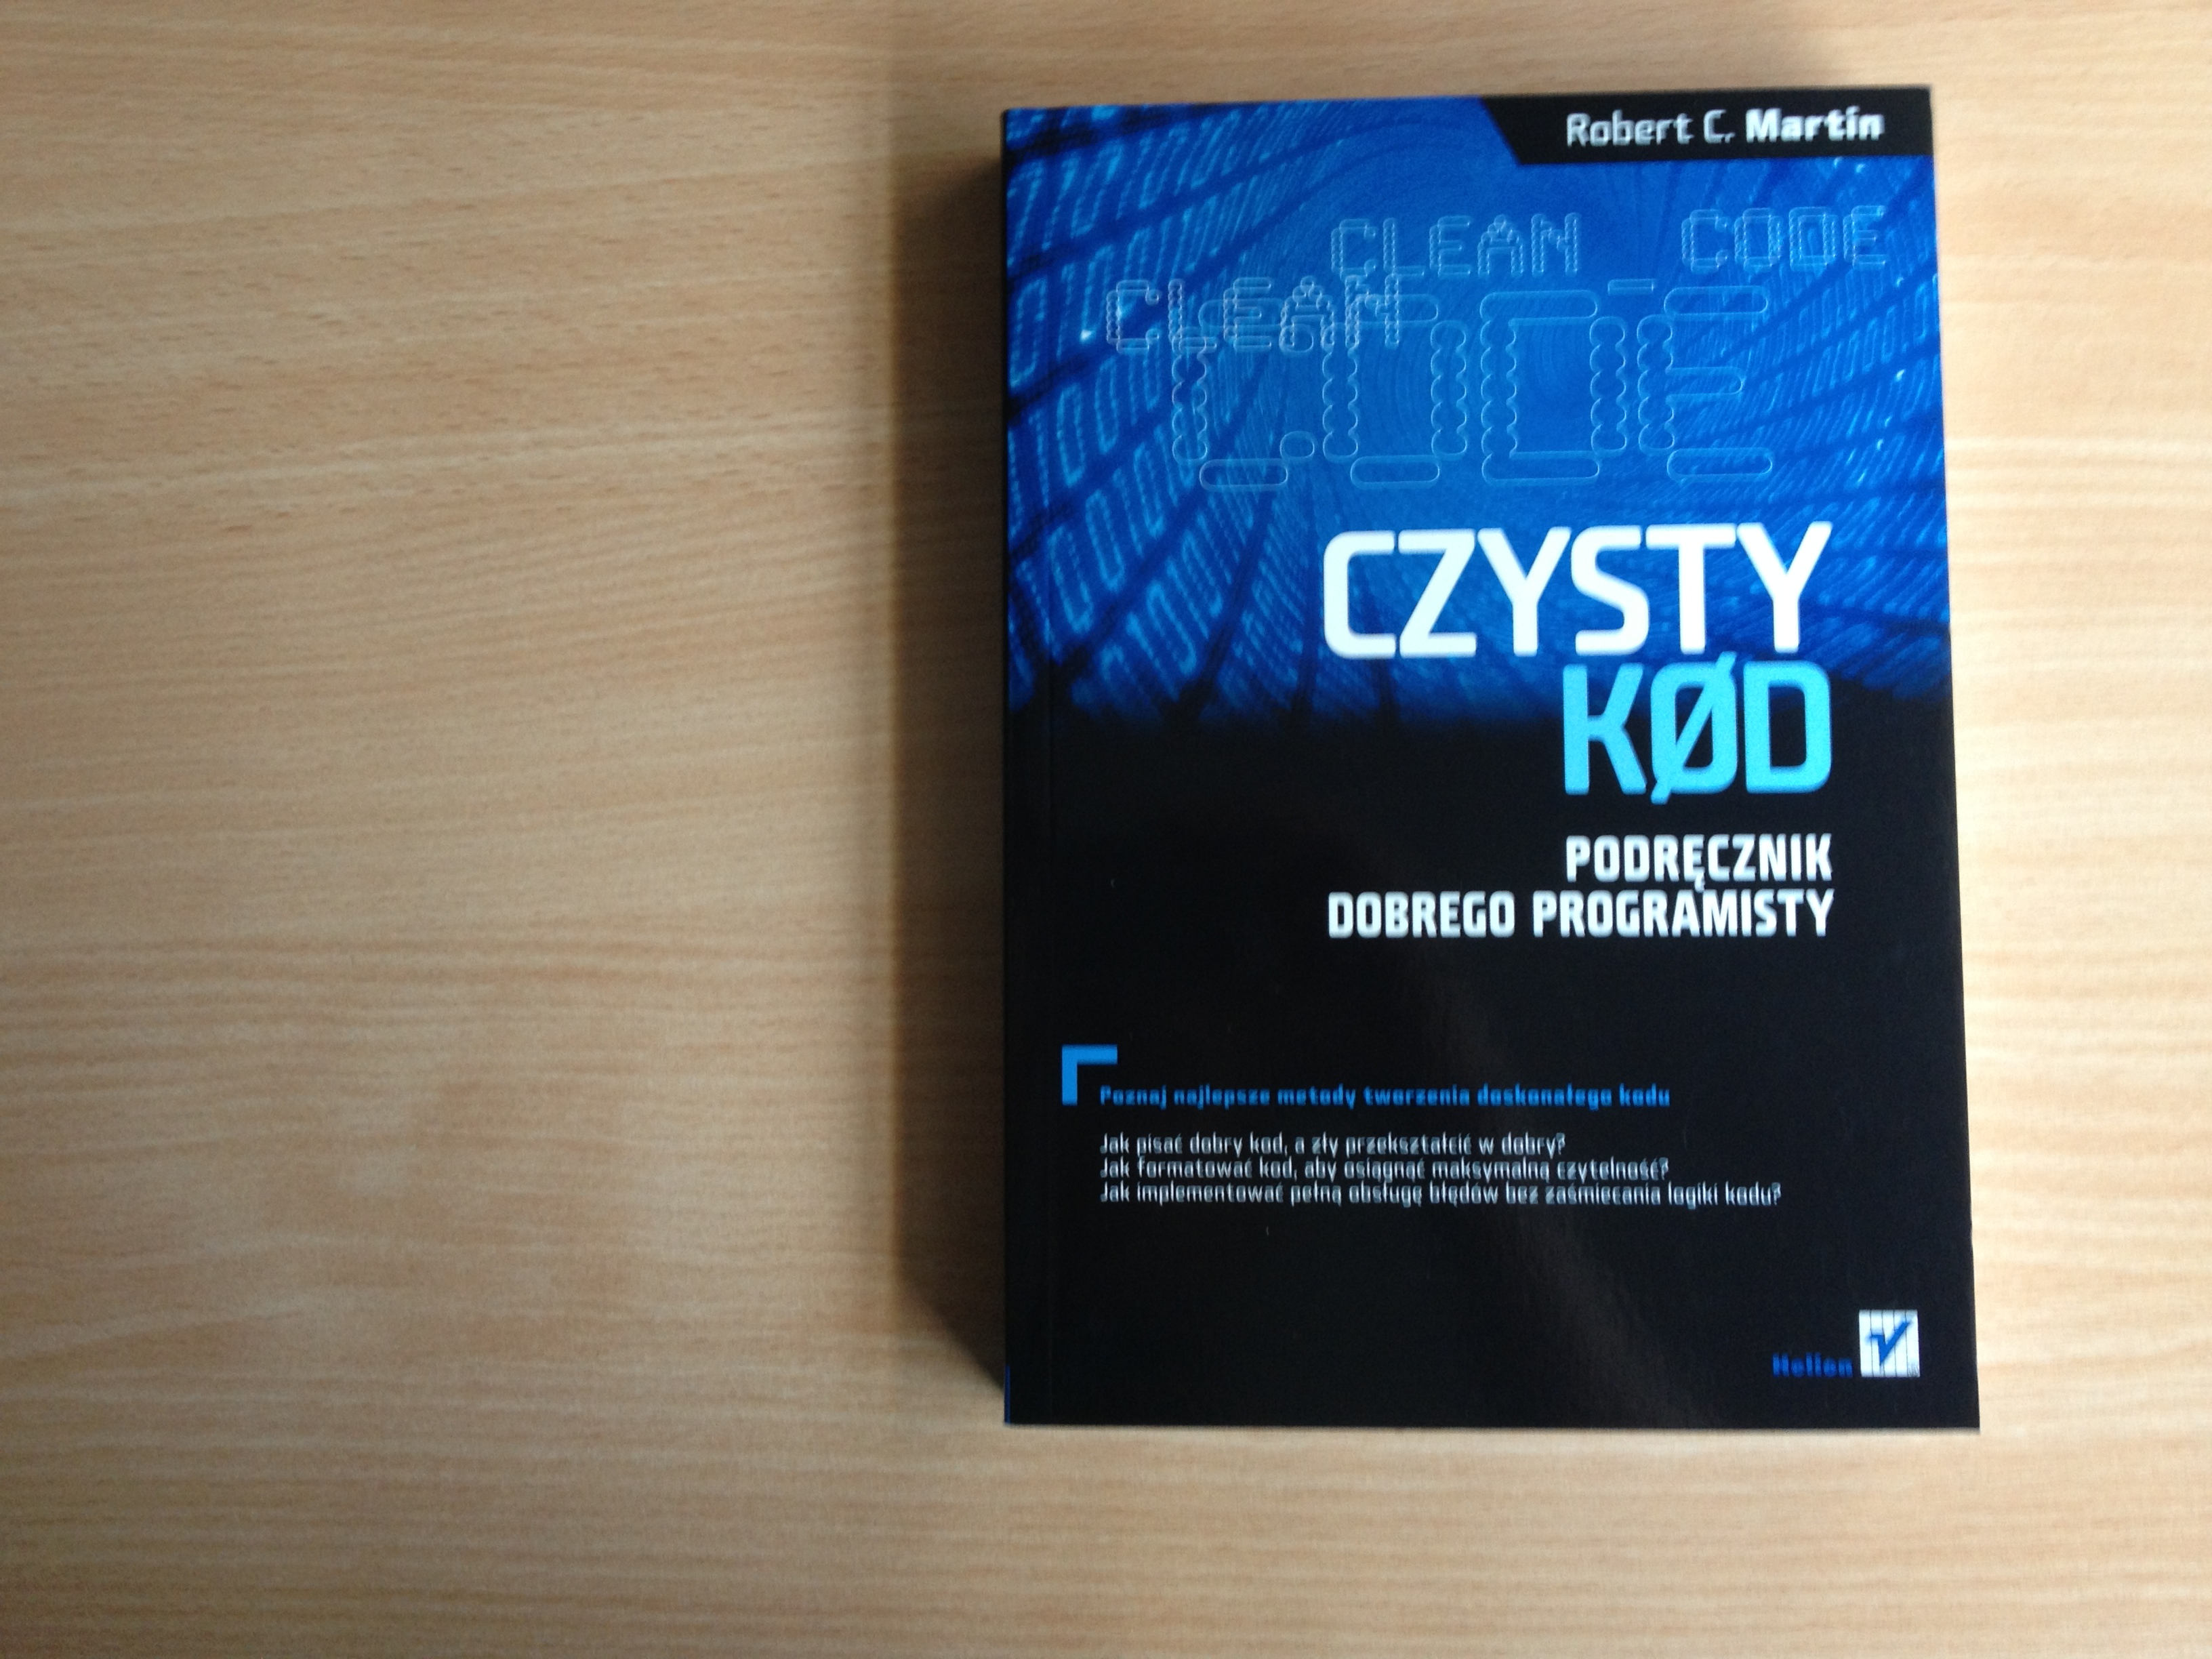 Robert C. Martin
CLEAN_CODE
CLEAN
CODE
CZYSTY
KØD
PODRĘCZNIK
DOBREGO PROGRAMISTY
Poznaj najlepsze metody tworzenia doskonałego kodu
Jak pisać dobry kod, a zły przekształcić w dobry?
Jak formatować kod, aby osiągnąć maksymalną czytelność?
Jak implementować pełną obsługę błędów bez zaśmiecania logiki kodu?
Helion